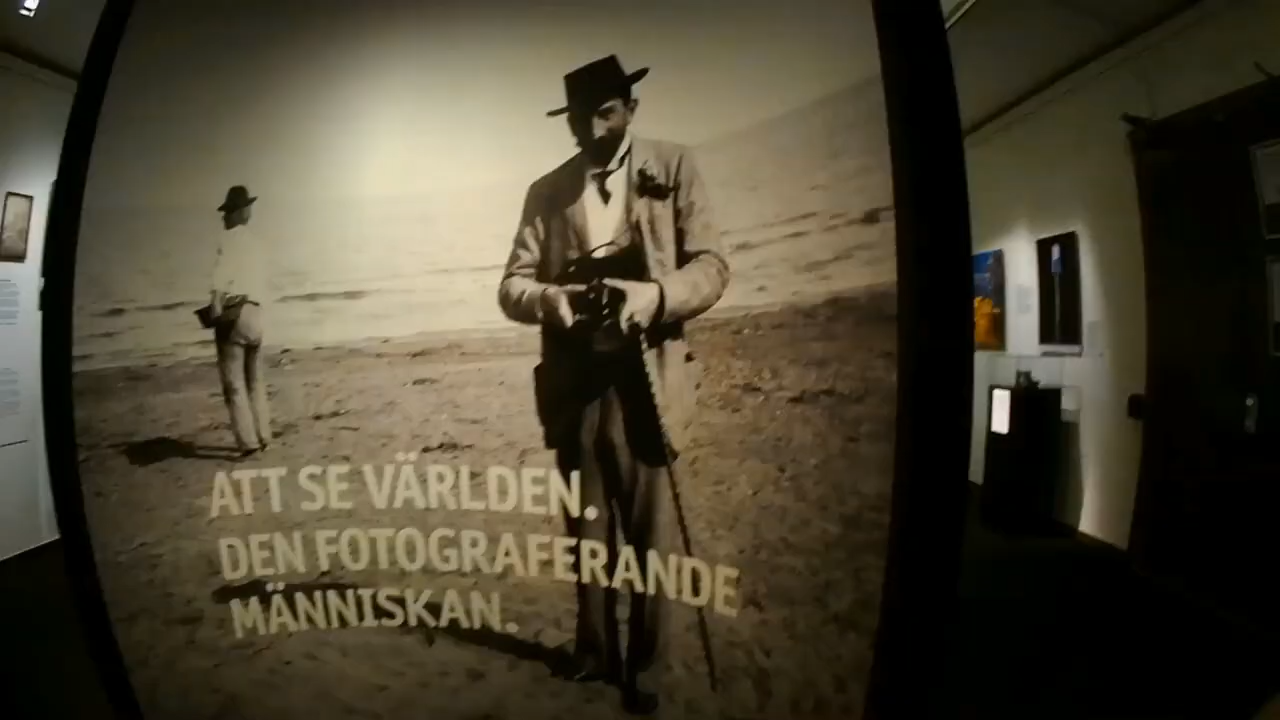 ATT SE VÄRLDEN.
DEN FOTOGRAFERANDE
MÄNNISKAN.